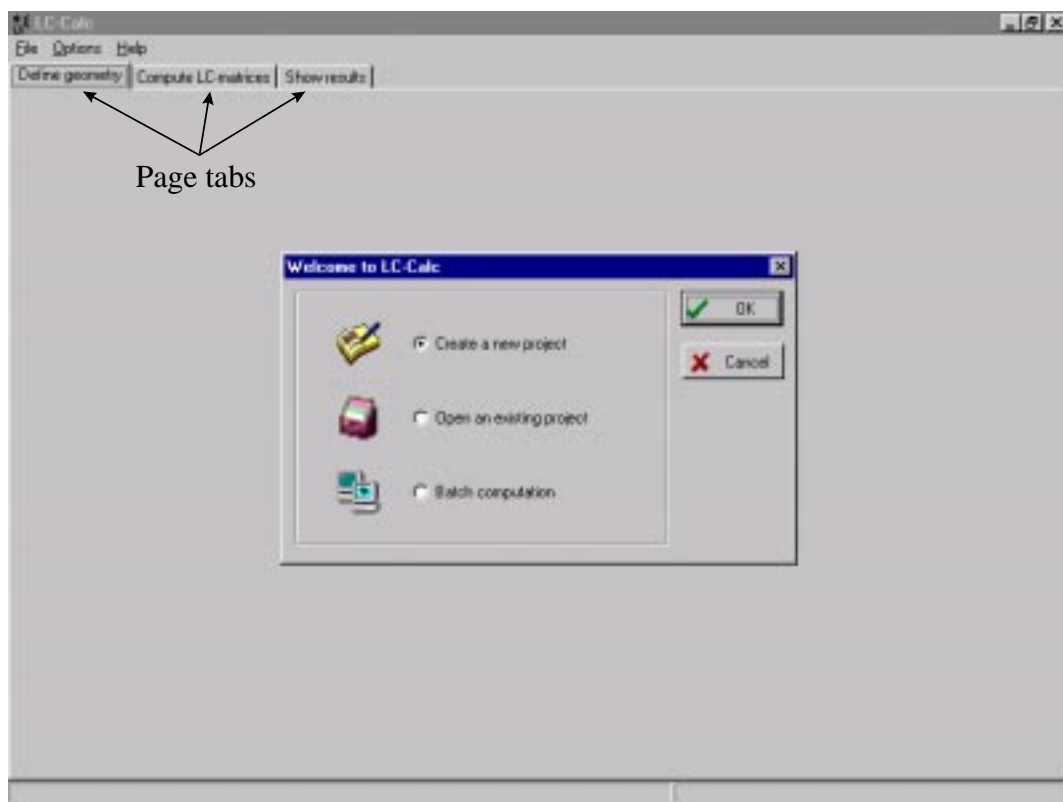 LC-Calc
File Options Help
Define geometry Compute LC-matrices Show results
Page tabs
Welcome to LC-Calc
OK
Create a new project
Cancel
Open an existing project
Batch computation